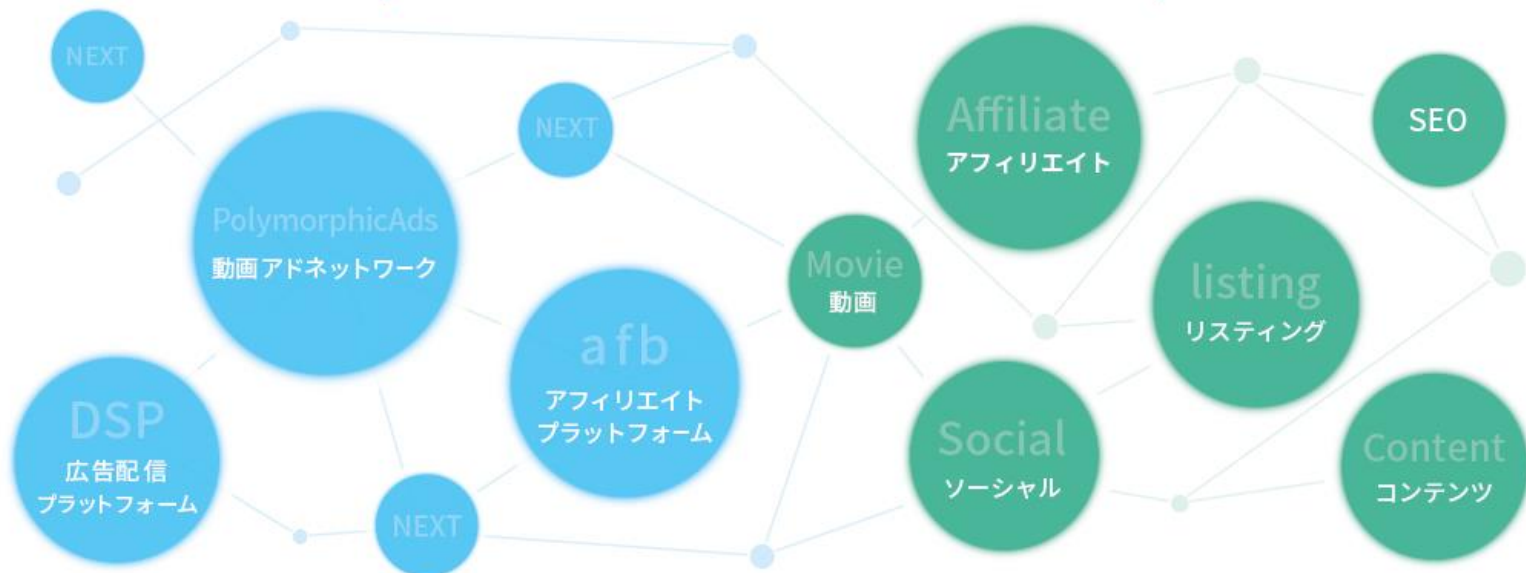 NEXT
PolymorphicAds
動画アドネットワーク
NEXT
DSP
広告配信
プラットフォーム
afb
アフィリエイト
プラットフォーム
NEXT
Movie
動画
Affiliate
アフィリエイト
SEO
listing
リスティング
Social
ソーシャル
Content
コンテンツ